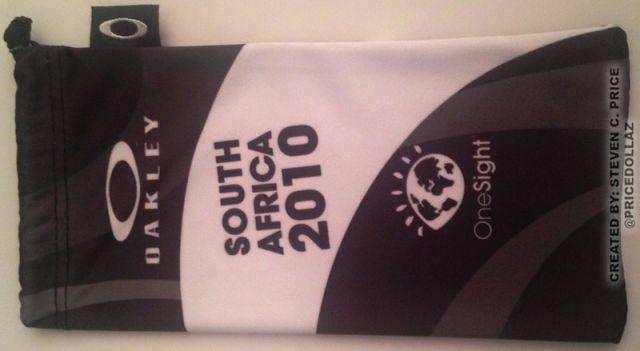 OAKLEY
SOUTH
AFRICA
2010
OneSight
CREATED BY: STEVEN C. PRICE
@PRICEDOLLAZ